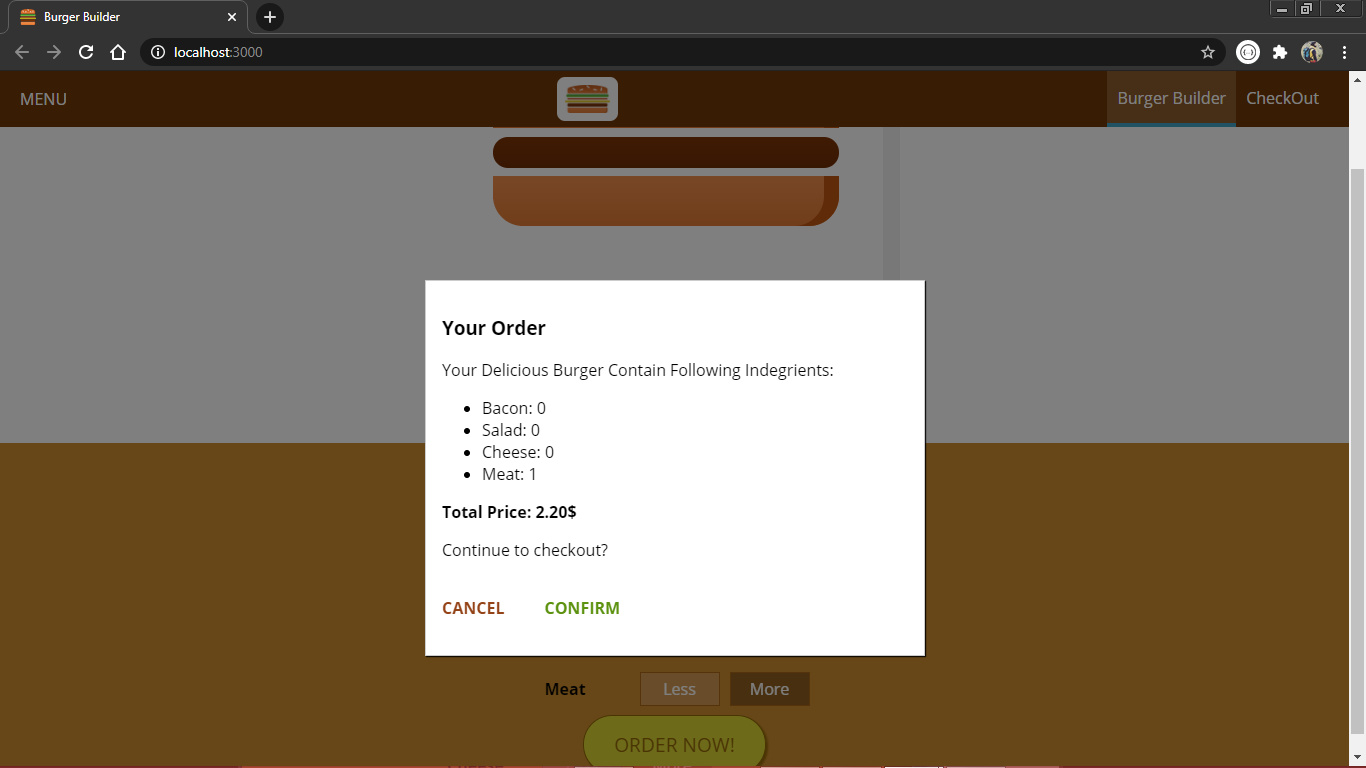 Burger Builder
localhost:3000
MENU
Burger Builder
CheckOut
Your Order
Your Delicious Burger Contain Following Indegrients:
Bacon: 0
Salad: 0
Cheese: 0
Meat: 1
Total Price: 2.20$
Continue to checkout?
CANCEL CONFIRM
Meat Less More
ORDER NOW!